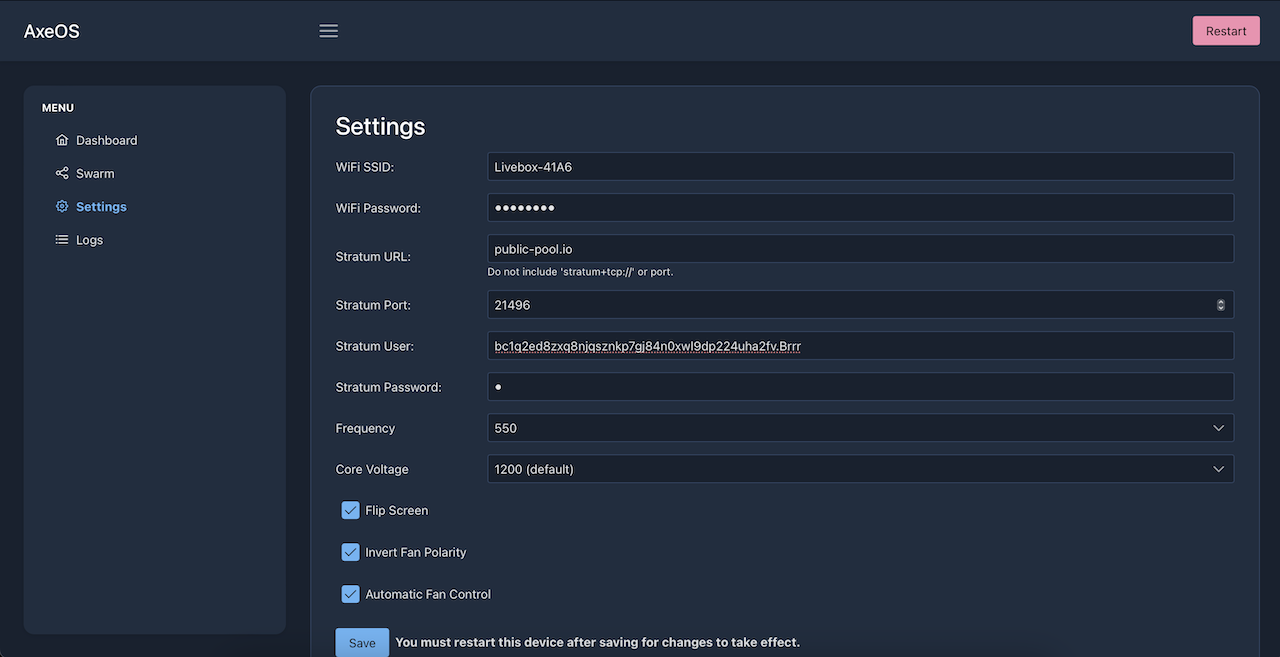 AxeOS
Restart
MENU
Dashboard
Swarm
Settings
Logs
Settings
WiFi SSID: Livebox-41A6
WiFi Password: ••••••••
Stratum URL: public-pool.io
Do not include 'stratum+tcp://' or port.
Stratum Port: 21496
Stratum User: bc1q2ed8zxq8njqsznkp7gj84n0xwl9dp224uha2fv.Brrr
Stratum Password: •
Frequency 550
Core Voltage 1200 (default)
Flip Screen
Invert Fan Polarity
Automatic Fan Control
Save You must restart this device after saving for changes to take effect.